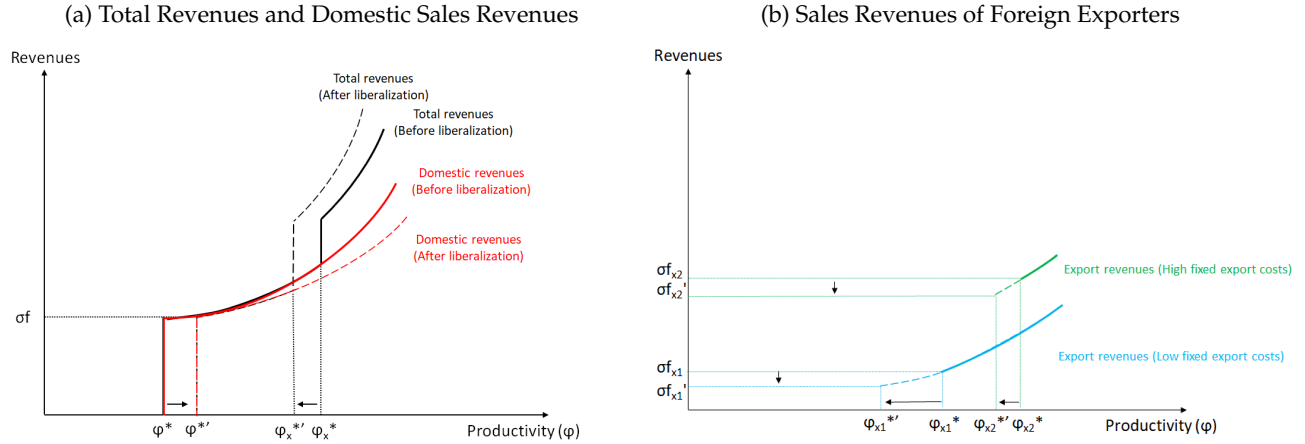 (a) Total Revenues and Domestic Sales Revenues
Revenues
Total revenues
(After liberalization)
Total revenues
(Before liberalization)
Domestic revenues
(Before liberalization)
Domestic revenues
(After liberalization)
σf
φ* φ*' φₓ*' φₓ* Productivity (φ)
(b) Sales Revenues of Foreign Exporters
Revenues
σfₓ₂
σfₓ₂'
Export revenues (High fixed export costs)
Export revenues (Low fixed export costs)
σfₓ₁
σfₓ₁'
φₓ₁*' φₓ₁* φₓ₂*' φₓ₂* Productivity (φ)